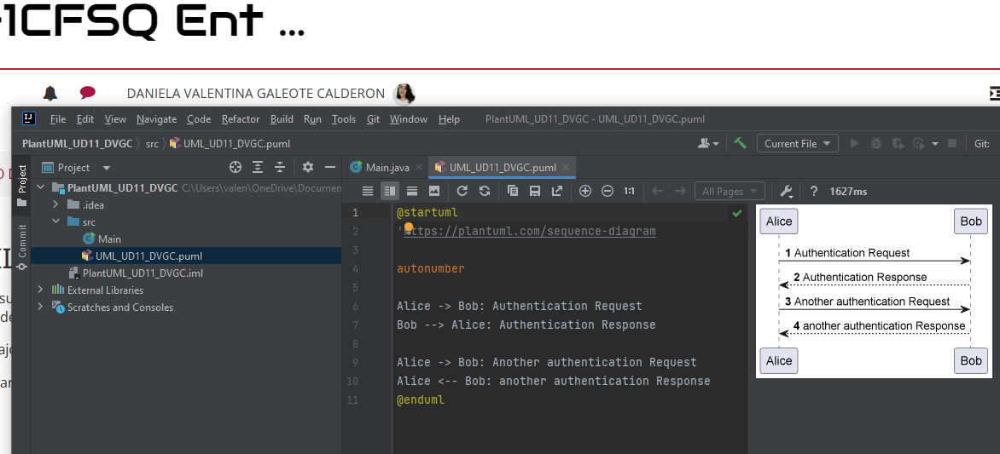 -1CFSQ Ent ...
DANIELA VALENTINA GALEOTE CALDERON
IJ File Edit View Navigate Code Refactor Build Run Tools Git Window Help PlantUML_UD11_DVGC - UML_UD11_DVGC.puml
PlantUML_UD11_DVGC src UML_UD11_DVGC.puml Current File Git:
Project Main.java UML_UD11_DVGC.puml
Project
Commit
PlantUML_UD11_DVGC C:\Users\valen\OneDrive\Documen
.idea
src
Main
UML_UD11_DVGC.puml
PlantUML_UD11_DVGC.iml
External Libraries
Scratches and Consoles
1:1 All Pages ? 1627ms
1 @startuml
2 'https://plantuml.com/sequence-diagram
3
4 autonumber
5
6 Alice -> Bob: Authentication Request
7 Bob --> Alice: Authentication Response
8
9 Alice -> Bob: Another authentication Request
10 Alice <-- Bob: another authentication Response
11 @enduml
Alice Bob
1 Authentication Request
2 Authentication Response
3 Another authentication Request
4 another authentication Response
Alice Bob